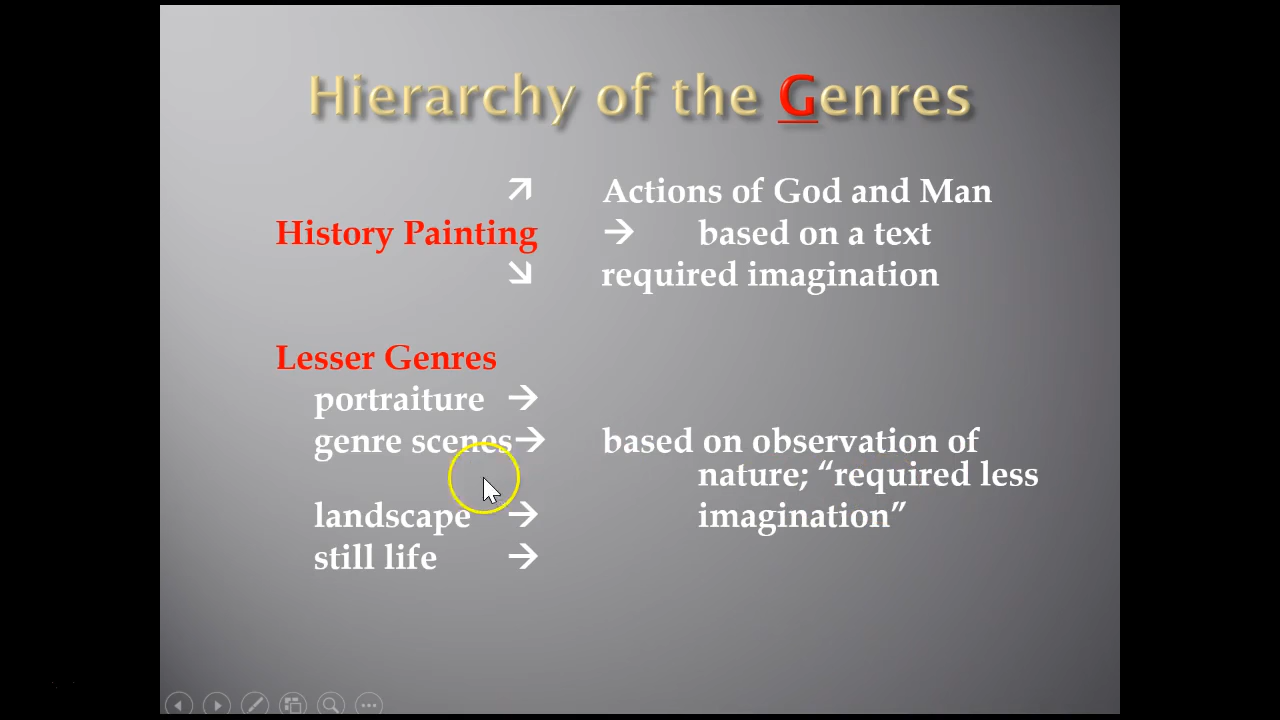 Hierarchy of the Genres
↗ Actions of God and Man
History Painting → based on a text
↘ required imagination
Lesser Genres
portraiture →
genre scenes→ based on observation of
nature; “required less
landscape → imagination”
still life →